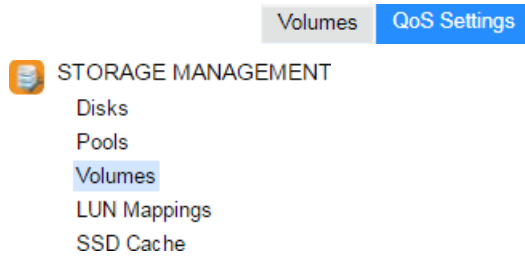 Volumes QoS Settings
STORAGE MANAGEMENT
Disks
Pools
Volumes
LUN Mappings
SSD Cache